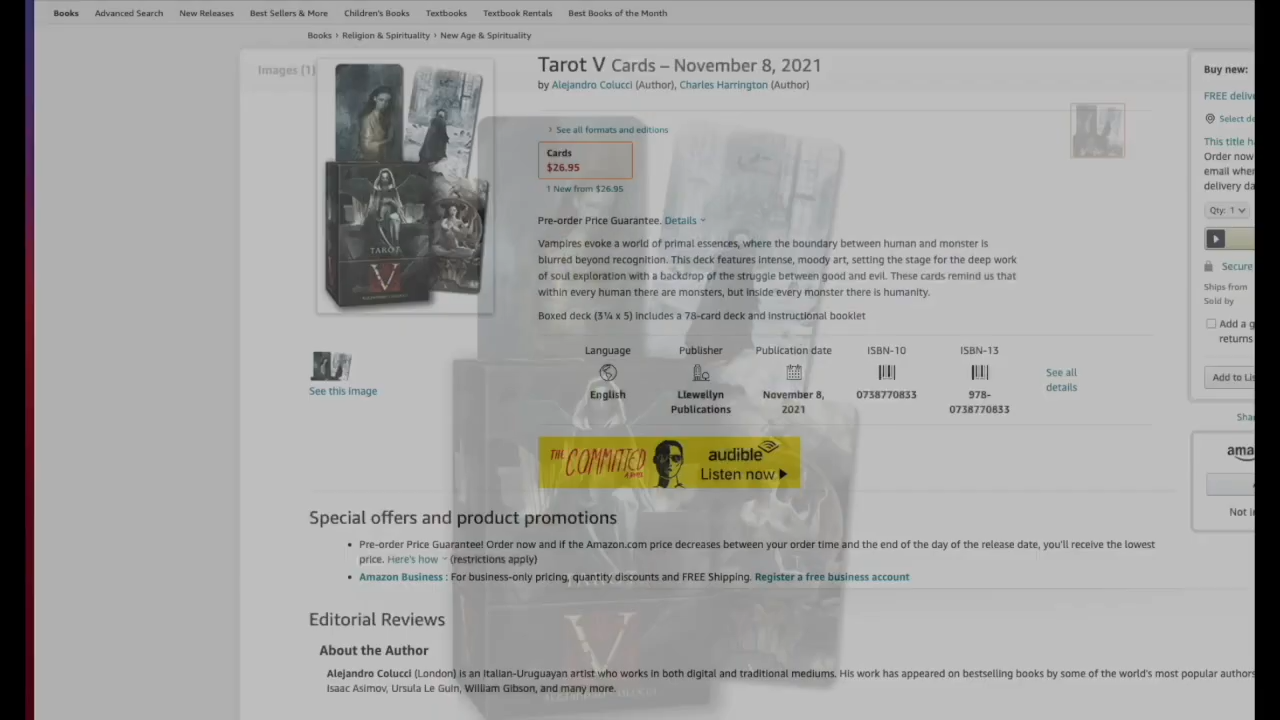 Books Advanced Search New Releases Best Sellers & More Children's Books Textbooks Textbook Rentals Best Books of the Month
Books › Religion & Spirituality › New Age & Spirituality
Images (1)
Tarot V Cards – November 8, 2021
by Alejandro Colucci (Author), Charles Harrington (Author)
› See all formats and editions
Cards
$26.95
1 New from $26.95
Pre-order Price Guarantee. Details
Vampires evoke a world of primal essences, where the boundary between human and monster is
blurred beyond recognition. This deck features intense, moody art, setting the stage for the deep work
of soul exploration with a backdrop of the struggle between good and evil. These cards remind us that
within every human there are monsters, but inside every monster there is humanity.
Boxed deck (3¼ x 5) includes a 78-card deck and instructional booklet
TAROT
V
ALEJANDRO COLUCCI
See this image
Language
English
Publisher
Llewellyn
Publications
Publication date
November 8,
2021
ISBN-10
0738770833
ISBN-13
978-
0738770833
See all
details
THE COMMITTED
audible
Listen now
Special offers and product promotions
• Pre-order Price Guarantee! Order now and if the Amazon.com price decreases between your order time and the end of the day of the release date, you'll receive the lowest
price. Here's how (restrictions apply)
• Amazon Business : For business-only pricing, quantity discounts and FREE Shipping. Register a free business account
Editorial Reviews
About the Author
Alejandro Colucci (London) is an Italian-Uruguayan artist who works in both digital and traditional mediums. His work has appeared on bestselling books by some of the world's most popular authors
Isaac Asimov, Ursula Le Guin, William Gibson, and many more.
Buy new:
FREE delive
Select de
This title h
Order now
email when
delivery da
Qty: 1
Secure
Ships from
Sold by
Add a g
returns
Add to Lis
Shar
ama
Not in